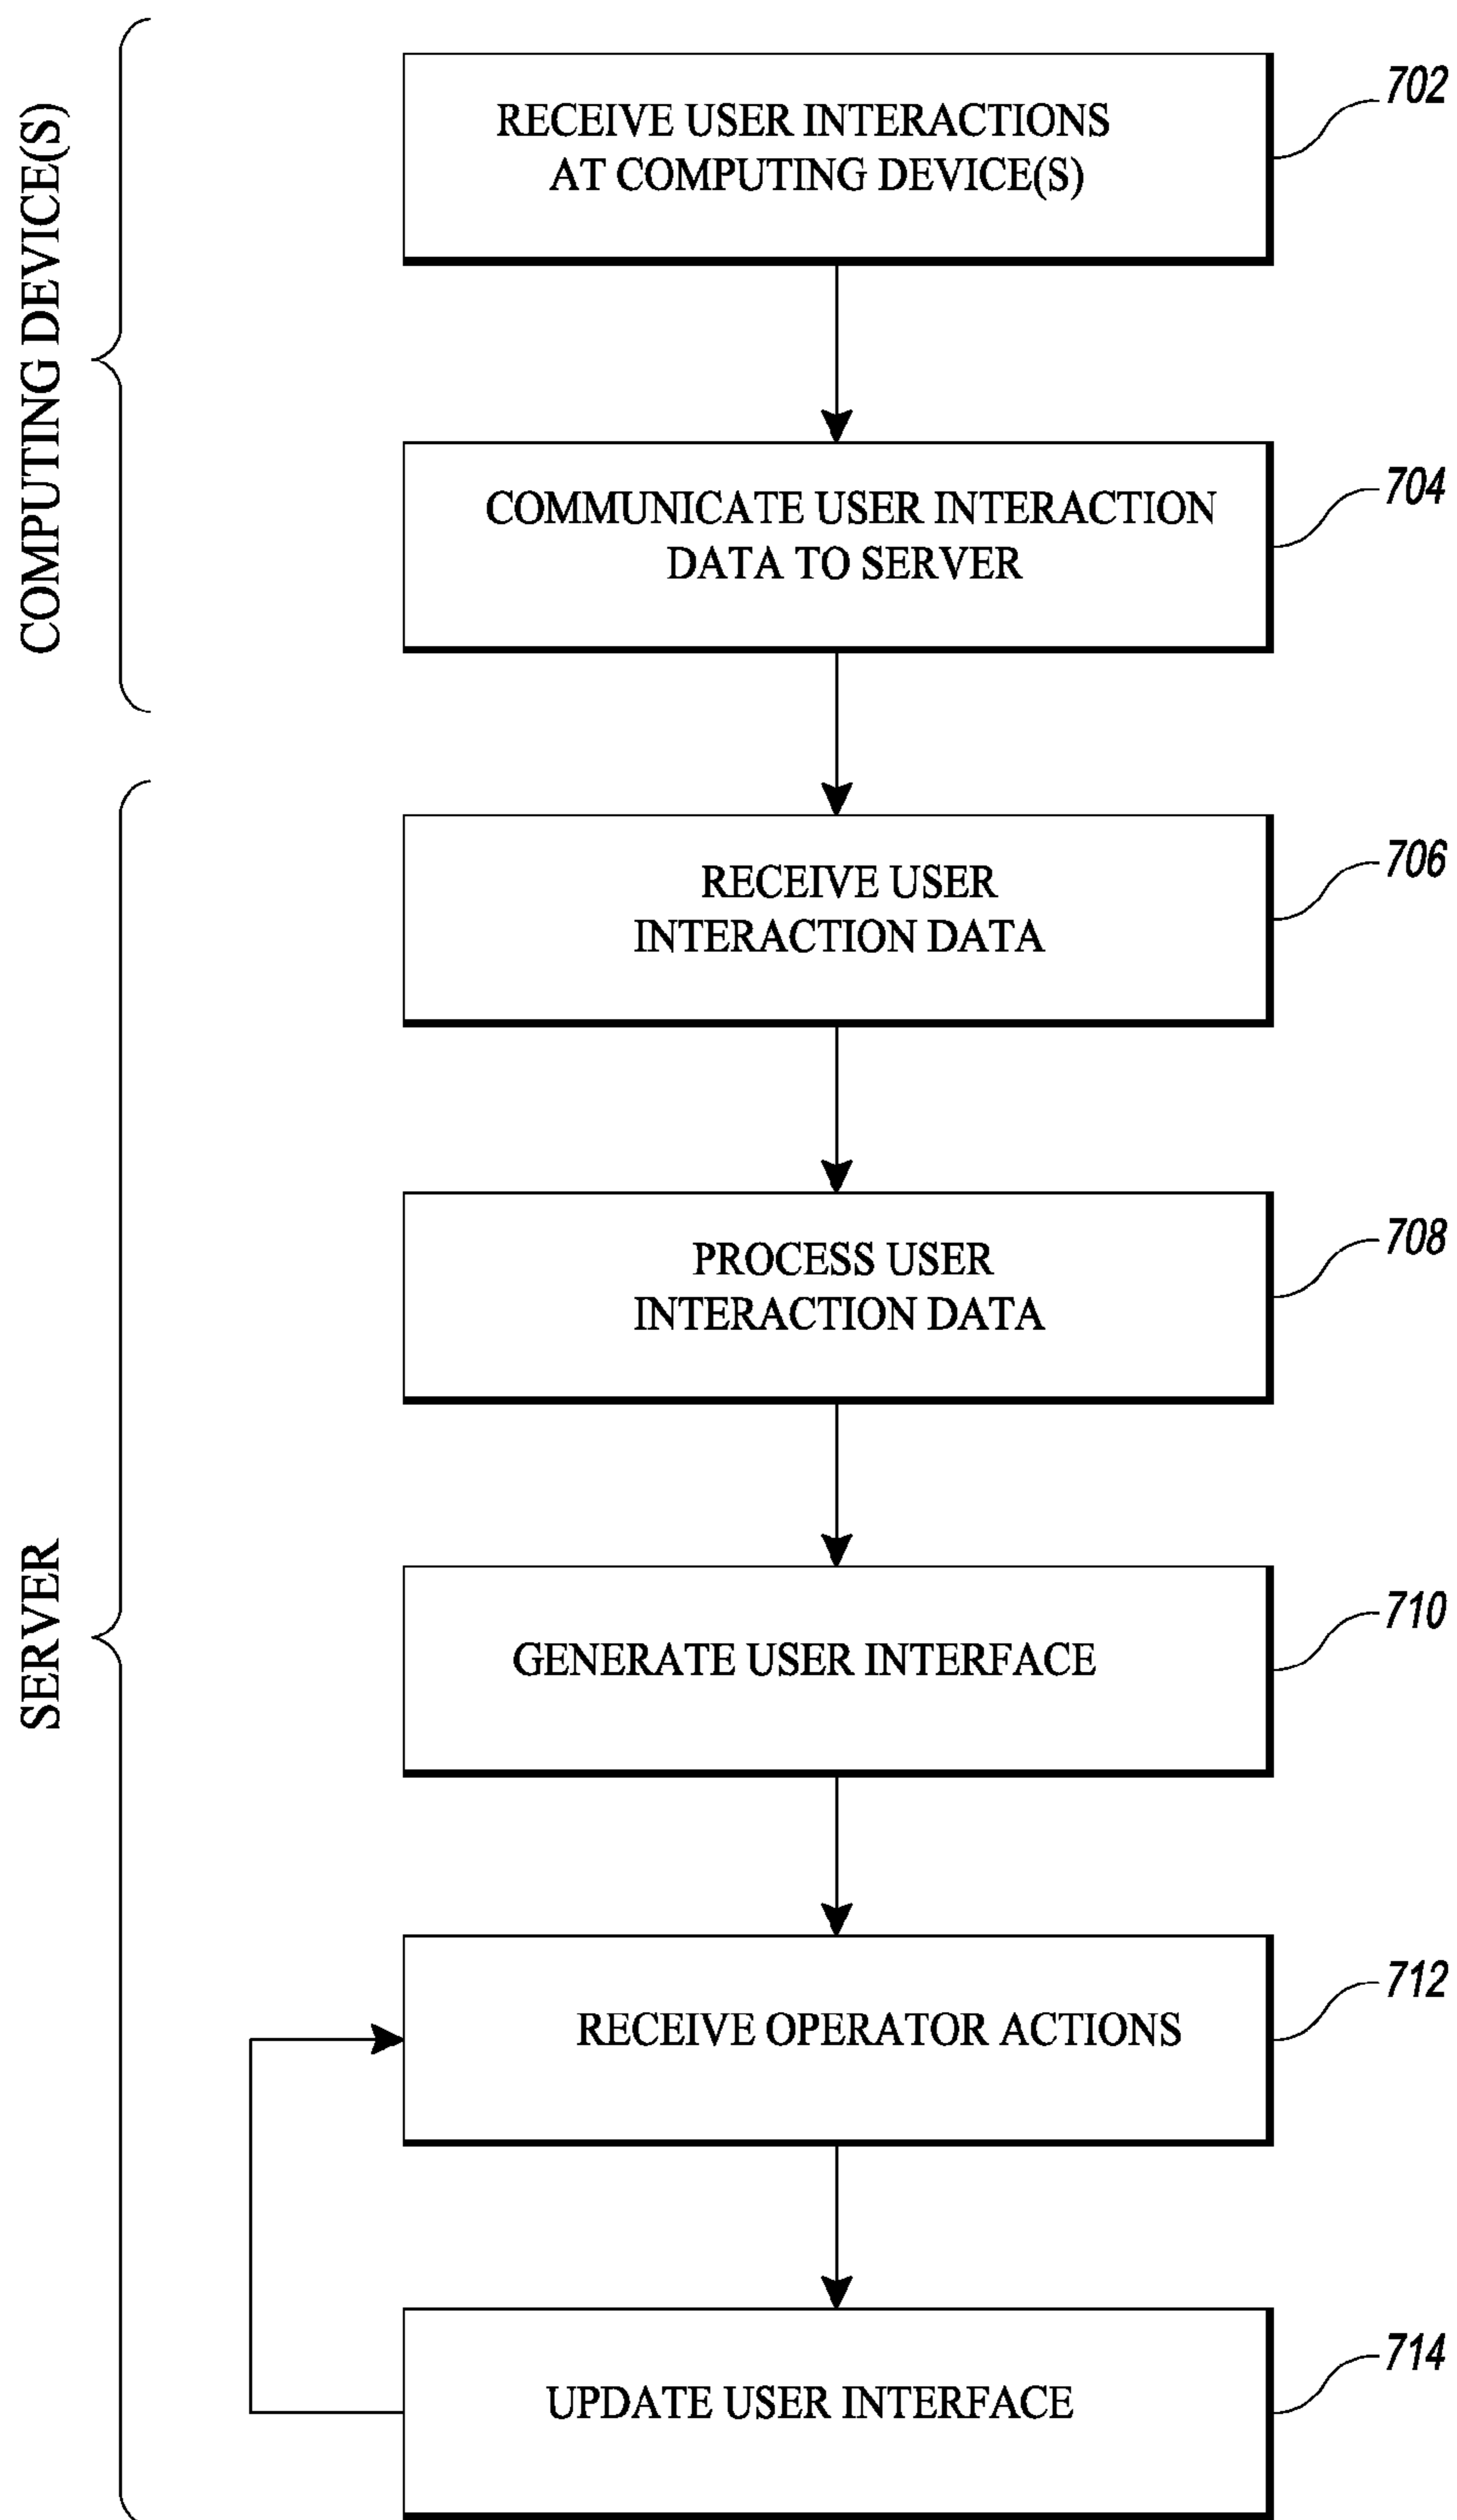 COMPUTING DEVICE(S)
RECEIVE USER INTERACTIONS
AT COMPUTING DEVICE(S)
702
COMMUNICATE USER INTERACTION
DATA TO SERVER
704
SERVER
RECEIVE USER
INTERACTION DATA
706
PROCESS USER
INTERACTION DATA
708
GENERATE USER INTERFACE
710
RECEIVE OPERATOR ACTIONS
712
UPDATE USER INTERFACE
714